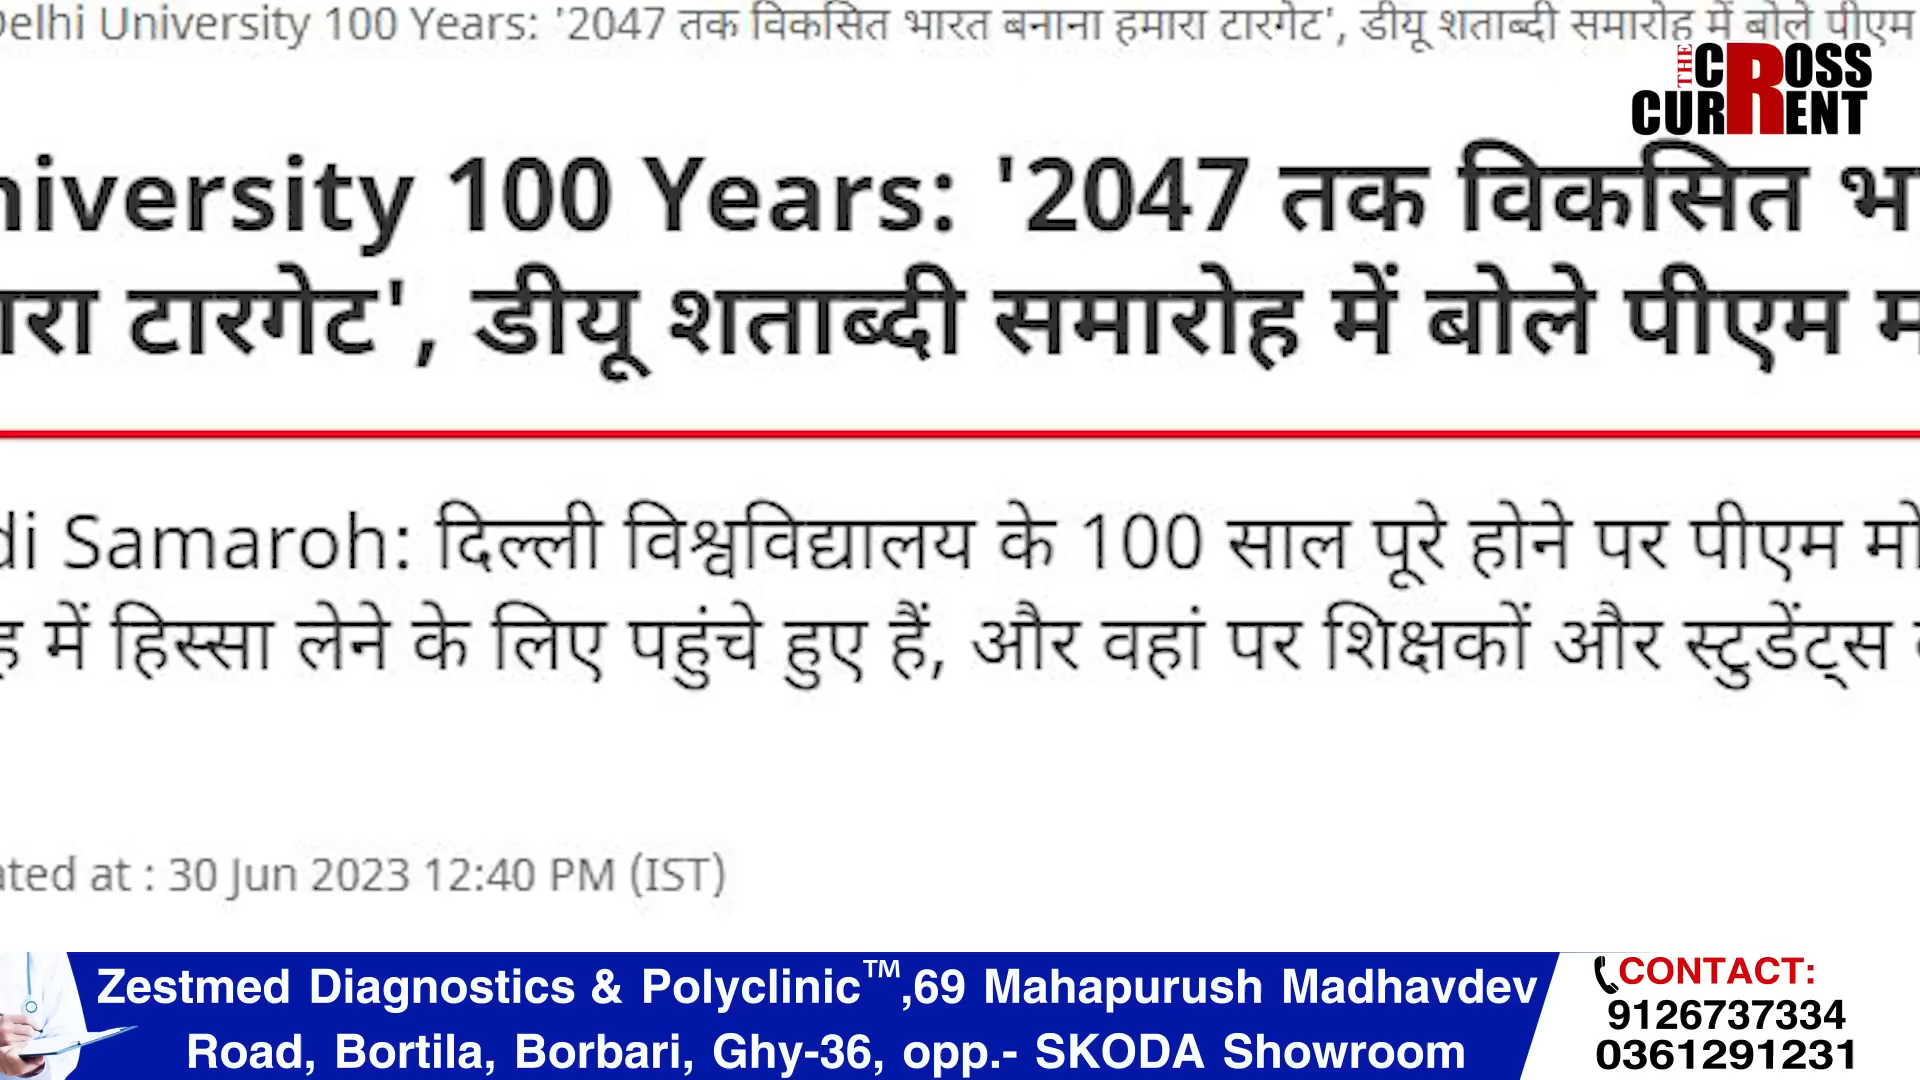 Delhi University 100 Years: '2047 तक विकसित भारत बनाना हमारा टारगेट', डीयू शताब्दी समारोह में बोले पीएम
THE CROSS
CURRENT
niversity 100 Years: '2047 तक विकसित भ
ारा टारगेट', डीयू शताब्दी समारोह में बोले पीएम म
di Samaroh: दिल्ली विश्वविद्यालय के 100 साल पूरे होने पर पीएम मो
ह में हिस्सा लेने के लिए पहुंचे हुए हैं, और वहां पर शिक्षकों और स्टुडेंट्स
ated at : 30 Jun 2023 12:40 PM (IST)
Zestmed Diagnostics & Polyclinic™,69 Mahapurush Madhavdev
Road, Bortila, Borbari, Ghy-36, opp.- SKODA Showroom
CONTACT:
9126737334
0361291231